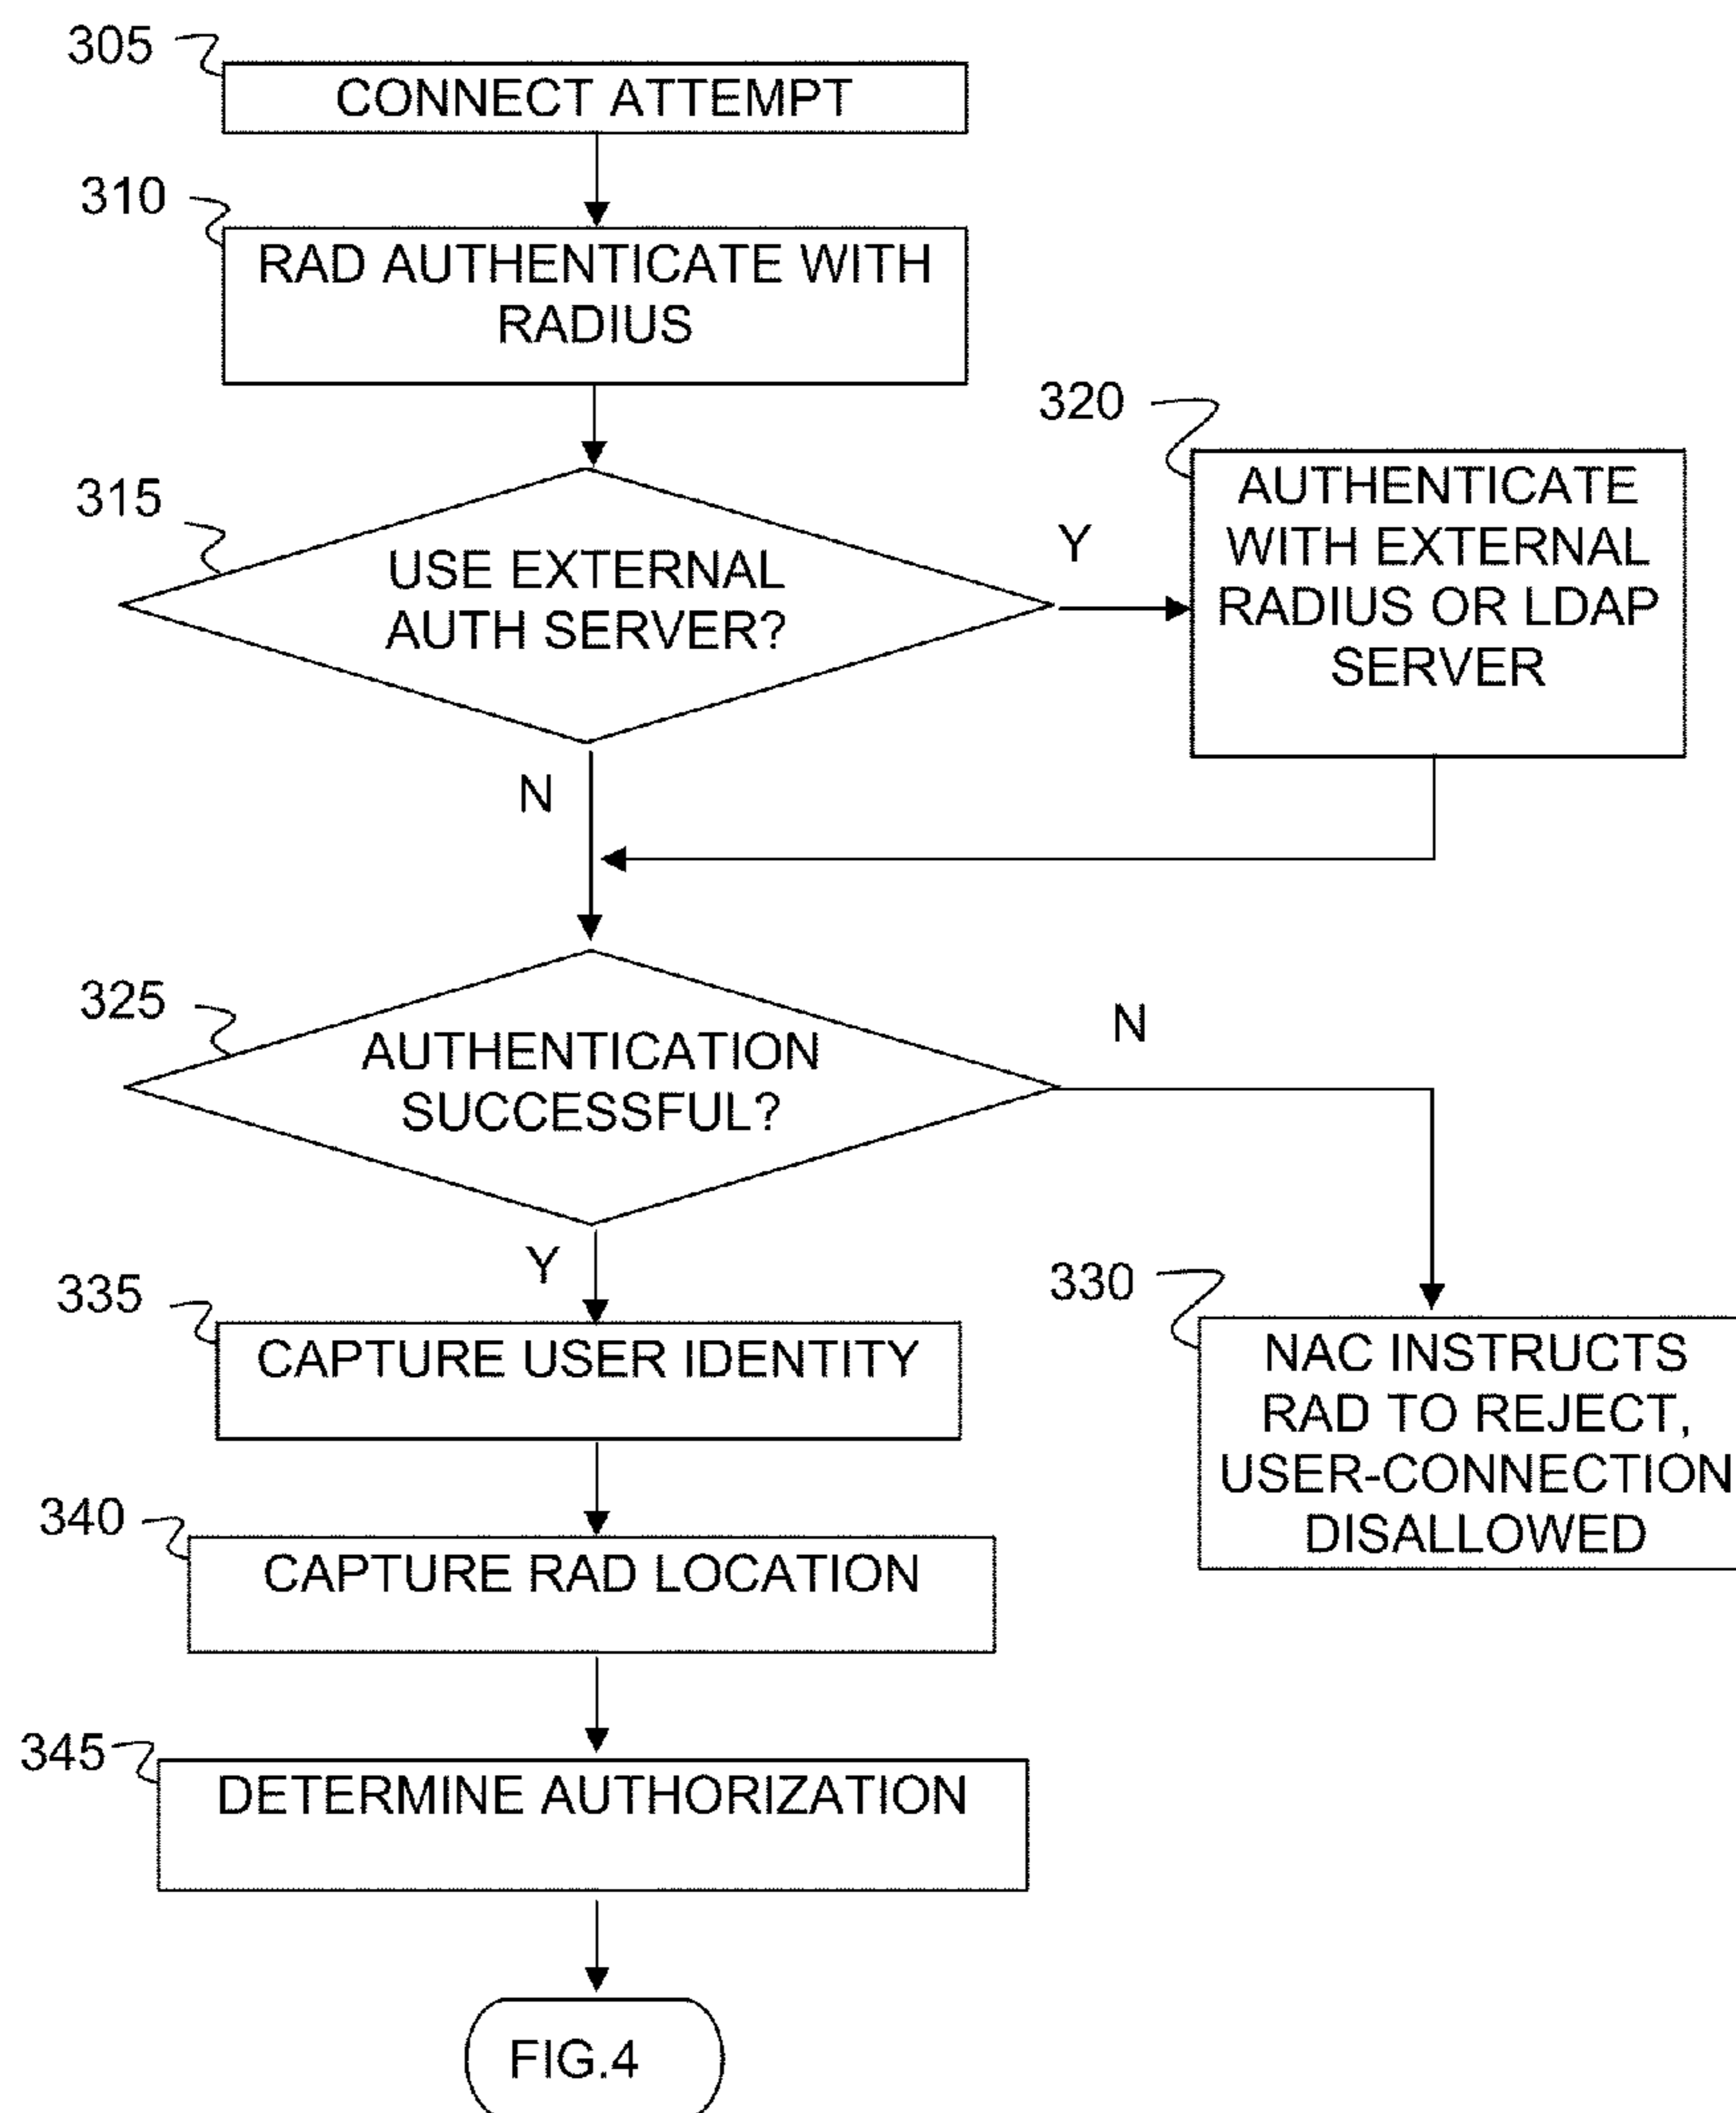 305
CONNECT ATTEMPT
310
RAD AUTHENTICATE WITH
RADIUS
315
USE EXTERNAL
AUTH SERVER?
Y
320
AUTHENTICATE
WITH EXTERNAL
RADIUS OR LDAP
SERVER
N
325
AUTHENTICATION
SUCCESSFUL?
N
Y
330
NAC INSTRUCTS
RAD TO REJECT,
USER-CONNECTION
DISALLOWED
335
CAPTURE USER IDENTITY
340
CAPTURE RAD LOCATION
345
DETERMINE AUTHORIZATION
FIG.4